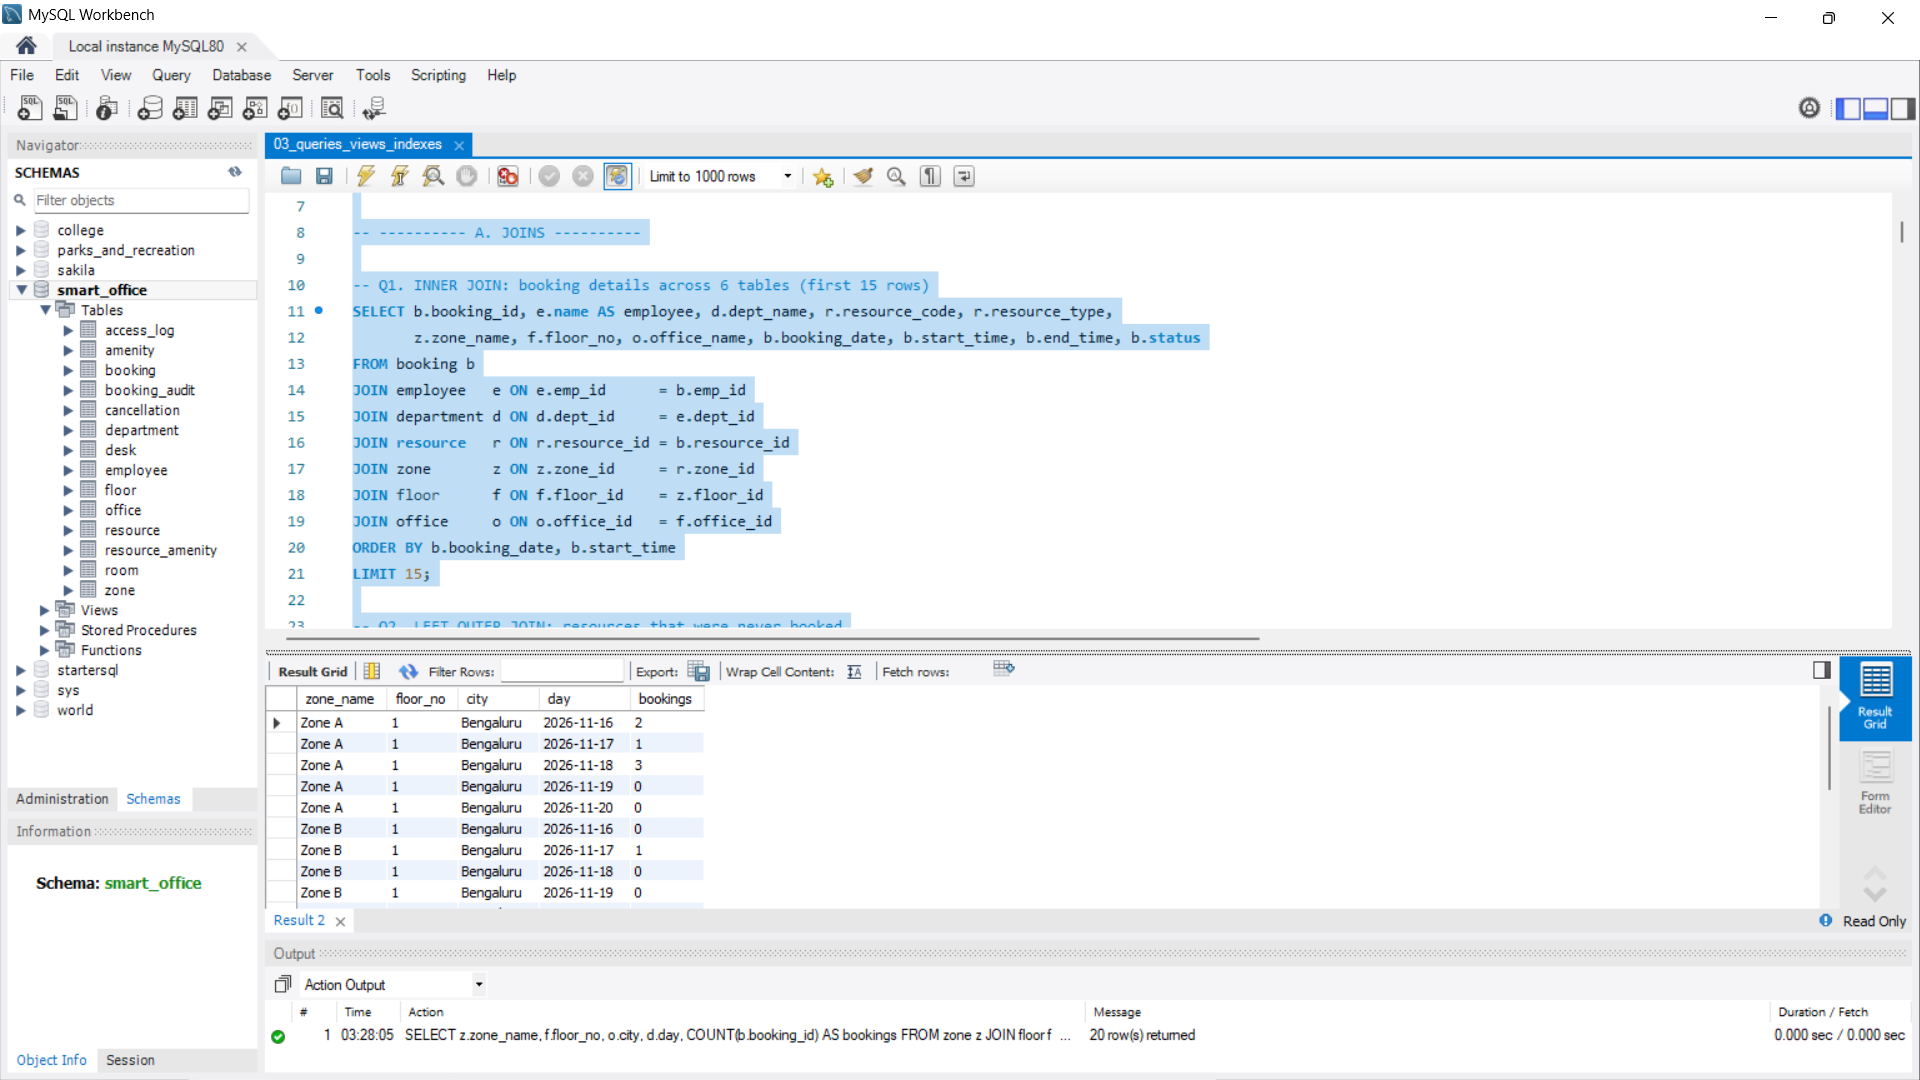 MySQL Workbench
Local instance MySQL80
File Edit View Query Database Server Tools Scripting Help
Navigator
SCHEMAS
Filter objects
college
parks_and_recreation
sakila
smart_office
Tables
access_log
amenity
booking
booking_audit
cancellation
department
desk
employee
floor
office
resource
resource_amenity
room
zone
Views
Stored Procedures
Functions
startersql
sys
world
Administration Schemas
Information
Schema: smart_office
Object Info Session
03_queries_views_indexes
Limit to 1000 rows
7
8 -- ---------- A. JOINS ----------
9
10 -- Q1. INNER JOIN: booking details across 6 tables (first 15 rows)
11 SELECT b.booking_id, e.name AS employee, d.dept_name, r.resource_code, r.resource_type,
12 z.zone_name, f.floor_no, o.office_name, b.booking_date, b.start_time, b.end_time, b.status
13 FROM booking b
14 JOIN employee e ON e.emp_id = b.emp_id
15 JOIN department d ON d.dept_id = e.dept_id
16 JOIN resource r ON r.resource_id = b.resource_id
17 JOIN zone z ON z.zone_id = r.zone_id
18 JOIN floor f ON f.floor_id = z.floor_id
19 JOIN office o ON o.office_id = f.office_id
20 ORDER BY b.booking_date, b.start_time
21 LIMIT 15;
22
23 -- Q2. LEFT OUTER JOIN: resources that were never booked
Result Grid Filter Rows: Export: Wrap Cell Content: Fetch rows:
zone_name floor_no city day bookings
Zone A 1 Bengaluru 2026-11-16 2
Zone A 1 Bengaluru 2026-11-17 1
Zone A 1 Bengaluru 2026-11-18 3
Zone A 1 Bengaluru 2026-11-19 0
Zone A 1 Bengaluru 2026-11-20 0
Zone B 1 Bengaluru 2026-11-16 0
Zone B 1 Bengaluru 2026-11-17 1
Zone B 1 Bengaluru 2026-11-18 0
Zone B 1 Bengaluru 2026-11-19 0
Result Grid
Form Editor
Result 2
Read Only
Output
Action Output
# Time Action Message Duration / Fetch
1 03:28:05 SELECT z.zone_name, f.floor_no, o.city, d.day, COUNT(b.booking_id) AS bookings FROM zone z JOIN floor f ... 20 row(s) returned 0.000 sec / 0.000 sec